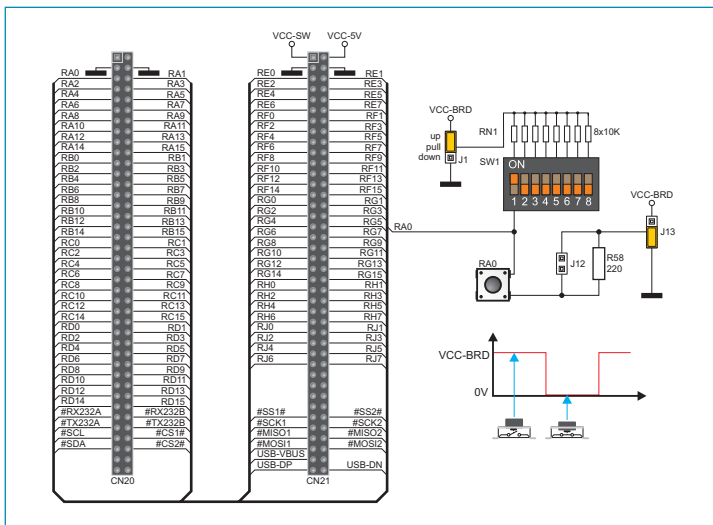 VCC-SW VCC-5V
RA0 RA1
RA2 RA3
RA4 RA5
RA6 RA7
RA8 RA9
RA10 RA11
RA12 RA13
RA14 RA15
RB0 RB1
RB2 RB3
RB4 RB5
RB6 RB7
RB8 RB9
RB10 RB11
RB12 RB13
RB14 RB15
RC0 RC1
RC2 RC3
RC4 RC5
RC6 RC7
RC8 RC9
RC10 RC11
RC12 RC13
RC14 RC15
RD0 RD1
RD2 RD3
RD4 RD5
RD6 RD7
RD8 RD9
RD10 RD11
RD12 RD13
RD14 RD15
#RX232A #RX232B
#TX232A #TX232B
#SCL #CS1#
#SDA #CS2#
CN20
RE0 RE1
RE2 RE3
RE4 RE5
RE6 RE7
RF0 RF1
RF2 RF3
RF4 RF5
RF6 RF7
RF8 RF9
RF10 RF11
RF12 RF13
RF14 RF15
RG0 RG1
RG2 RG3
RG4 RG5
RG6 RG7
RG8 RG9
RG10 RG11
RG12 RG13
RG14 RG15
RH0 RH1
RH2 RH3
RH4 RH5
RH6 RH7
RJ0 RJ1
RJ2 RJ3
RJ4 RJ5
RJ6 RJ7
#SS1# #SS2#
#SCK1 #SCK2
#MISO1 #MISO2
#MOSI1 #MOSI2
USB-VBUS
USB-DP USB-DN
CN21
VCC-BRD
up
pull
down
J1
RN1
8x10K
SW1
ON
1 2 3 4 5 6 7 8
VCC-BRD
RA0
J13
J12
R58
220
RA0
VCC-BRD
0V